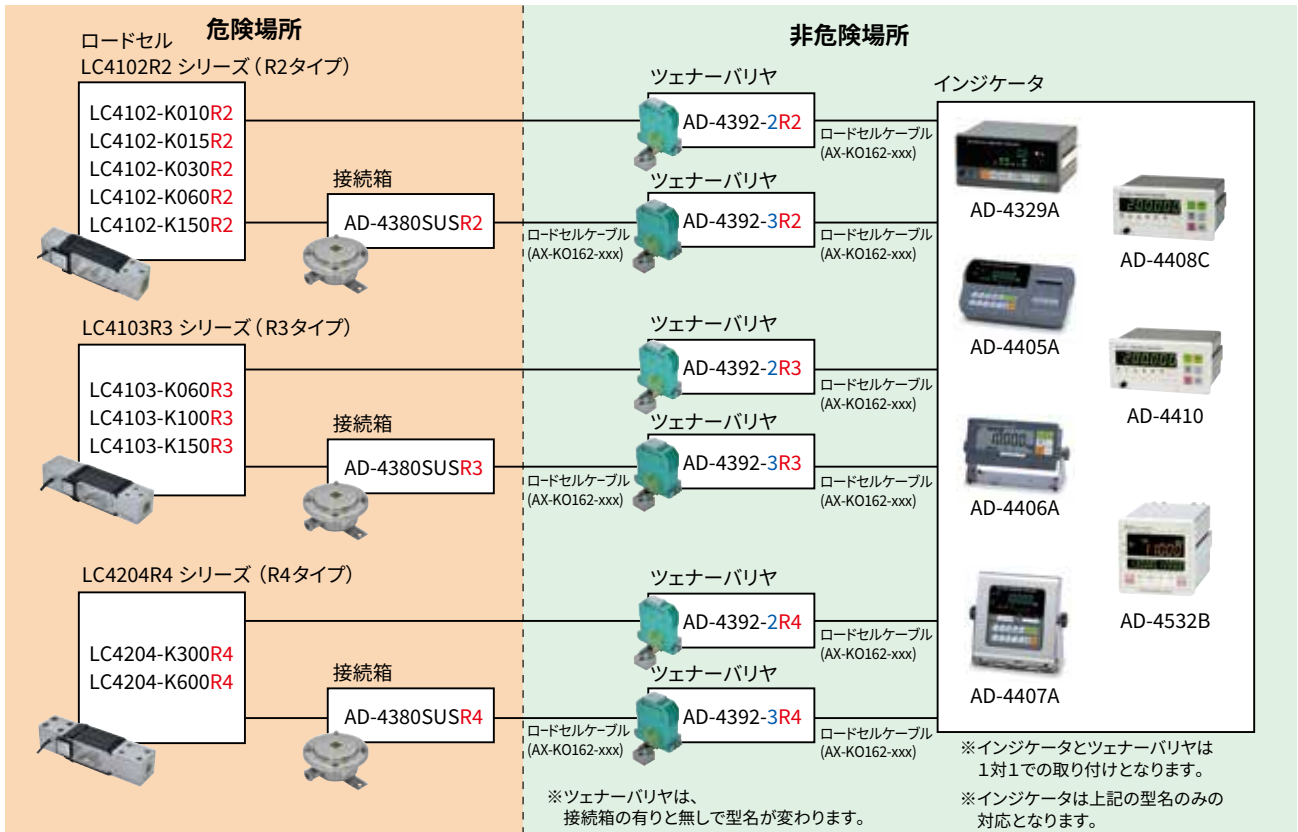 危険場所
非危険場所
ロードセル
LC4102R2 シリーズ（R2タイプ）
LC4102-K010R2
LC4102-K015R2
LC4102-K030R2
LC4102-K060R2
LC4102-K150R2
接続箱
AD-4380SUSR2
ツェナーバリヤ
AD-4392-2R2
ロードセルケーブル
(AX-KO162-xxx)
ツェナーバリヤ
AD-4392-3R2
ロードセルケーブル
(AX-KO162-xxx)
ロードセルケーブル
(AX-KO162-xxx)
LC4103R3 シリーズ（R3タイプ）
LC4103-K060R3
LC4103-K100R3
LC4103-K150R3
接続箱
AD-4380SUSR3
ツェナーバリヤ
AD-4392-2R3
ロードセルケーブル
(AX-KO162-xxx)
ツェナーバリヤ
AD-4392-3R3
ロードセルケーブル
(AX-KO162-xxx)
ロードセルケーブル
(AX-KO162-xxx)
LC4204R4 シリーズ（R4タイプ）
LC4204-K300R4
LC4204-K600R4
接続箱
AD-4380SUSR4
ツェナーバリヤ
AD-4392-2R4
ロードセルケーブル
(AX-KO162-xxx)
ツェナーバリヤ
AD-4392-3R4
ロードセルケーブル
(AX-KO162-xxx)
ロードセルケーブル
(AX-KO162-xxx)
※ツェナーバリヤは、
接続箱の有りと無しで型名が変わります。
インジケータ
AD-4329A
AD-4408C
AD-4405A
AD-4410
AD-4406A
AD-4532B
AD-4407A
※インジケータとツェナーバリヤは
１対１での取り付けとなります。
※インジケータは上記の型名のみの
対応となります。